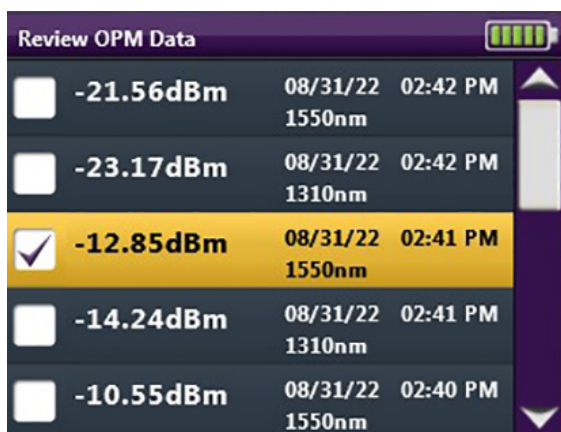 Review OPM Data
-21.56dBm 08/31/22 02:42 PM
1550nm
-23.17dBm 08/31/22 02:42 PM
1310nm
-12.85dBm 08/31/22 02:41 PM
1550nm
-14.24dBm 08/31/22 02:41 PM
1310nm
-10.55dBm 08/31/22 02:40 PM
1550nm